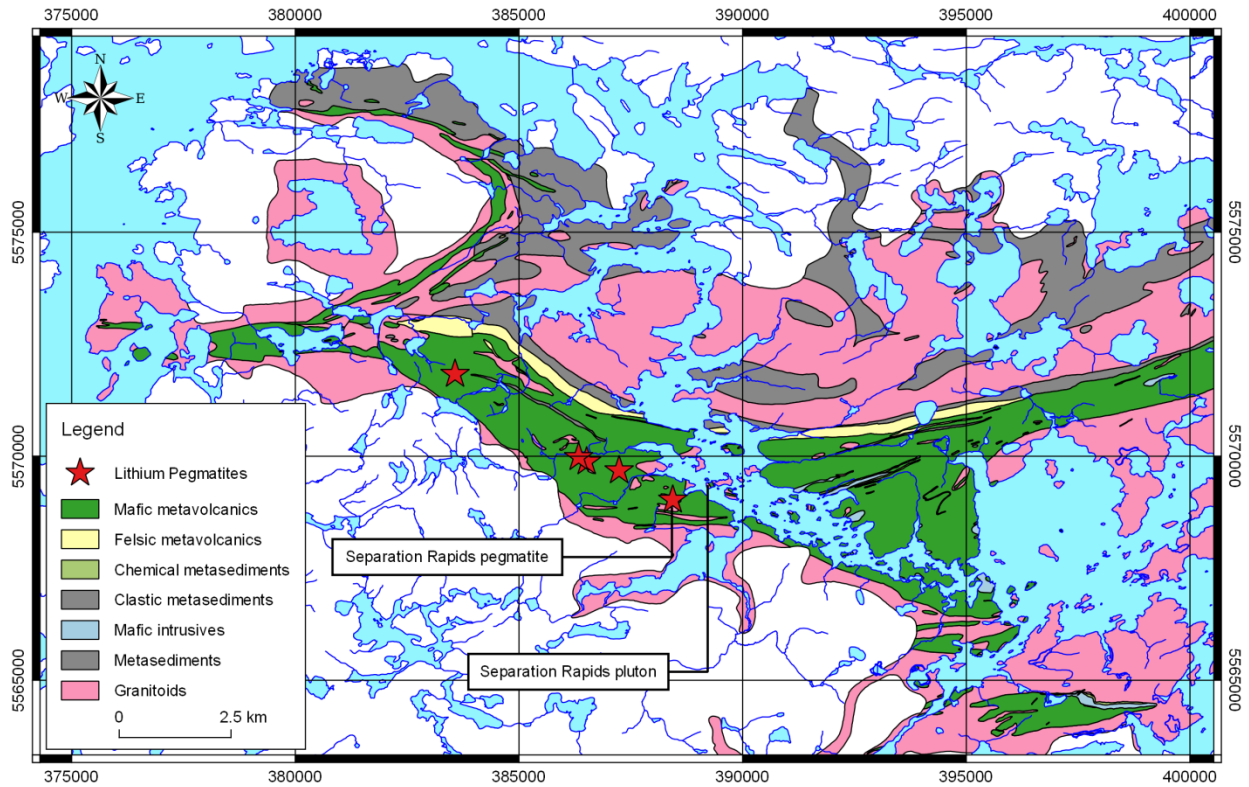 375000 380000 385000 390000 395000 400000
N
W E
S
5575000 5575000
5570000 5570000
5565000 5565000
Legend
Lithium Pegmatites
Mafic metavolcanics
Felsic metavolcanics
Chemical metasediments
Clastic metasediments
Mafic intrusives
Metasediments
Granitoids
0 2.5 km
Separation Rapids pegmatite
Separation Rapids pluton
375000 380000 385000 390000 395000 400000